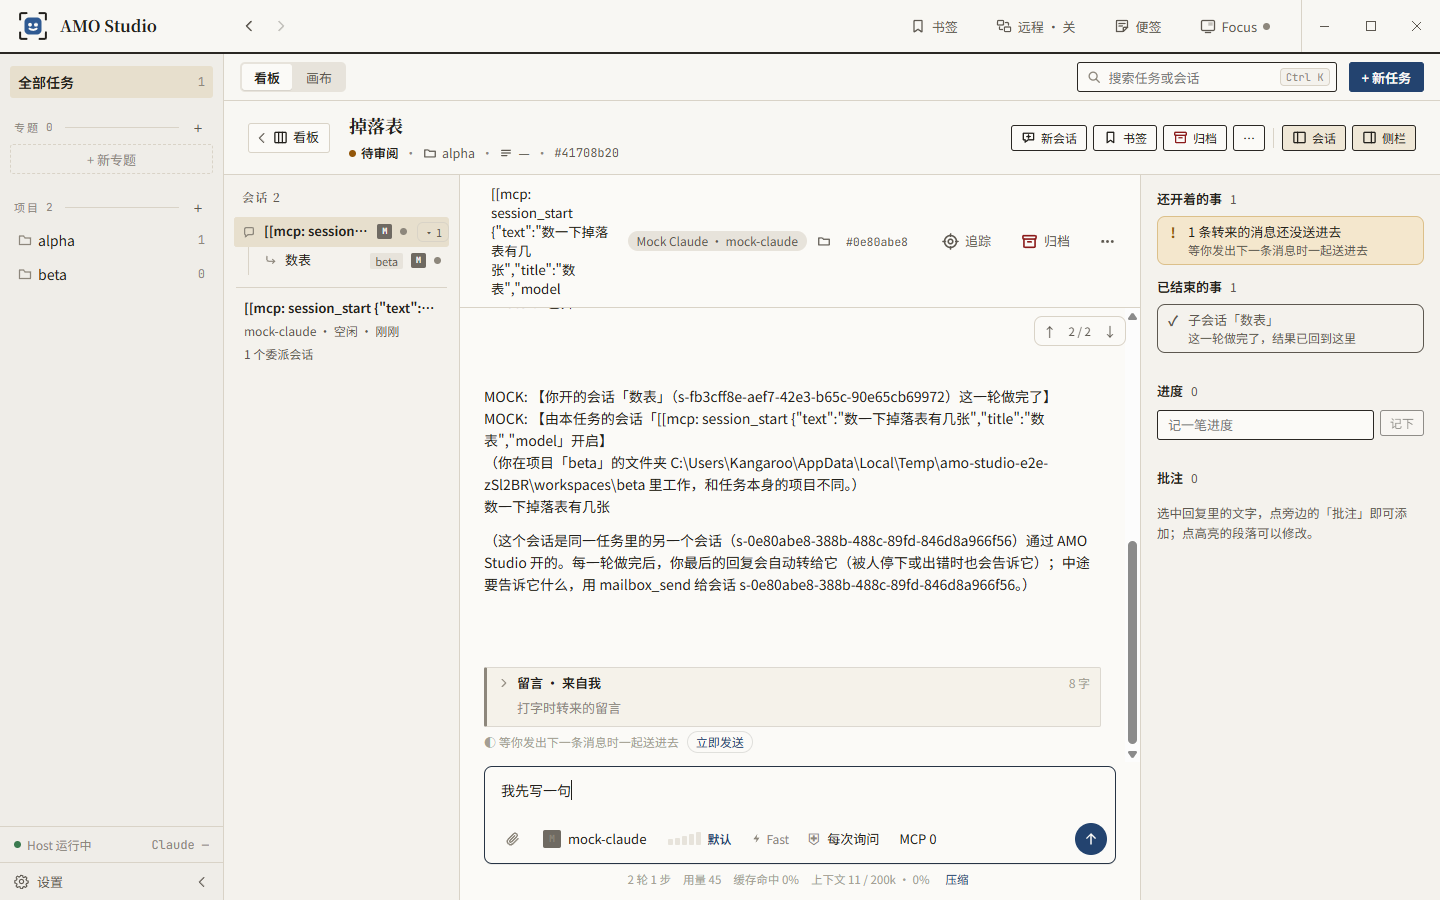 AMO Studio
书签
远程 · 关
便签
Focus
全部任务 1
看板
画布
搜索任务或会话
Ctrl K
+ 新任务
专题 0
+
+ 新专题
项目 2
+
alpha 1
beta 0
看板
掉落表
待审阅 · alpha · — · #41708b20
新会话
书签
归档
···
会话
侧栏
会话 2
[[mcp: session··· M 1
数表 beta M
[[mcp: session_start {"text":···
mock-claude · 空闲 · 刚刚
1 个委派会话
[[mcp:
session_start
{"text":"数一下掉落
表有几
张","title":"数
表","model
Mock Claude · mock-claude
#0e80abe8
追踪
归档
···
2 / 2
MOCK: 【你开的会话「数表」（s-fb3cff8e-aef7-42e3-b65c-90e65cb69972）这一轮做完了】
MOCK: 【由本任务的会话「[[mcp: session_start {"text":"数一下掉落表有几张","title":"数
表","model」开启】
（你在项目「beta」的文件夹 C:\Users\Kangaroo\AppData\Local\Temp\amo-studio-e2e-
zSl2BR\workspaces\beta 里工作，和任务本身的项目不同。）
数一下掉落表有几张
（这个会话是同一任务里的另一个会话（s-0e80abe8-388b-488c-89fd-846d8a966f56）通过 AMO
Studio 开的。每一轮做完后，你最后的回复会自动转给它（被人停下或出错时也会告诉它）；中途
要告诉它什么，用 mailbox_send 给会话 s-0e80abe8-388b-488c-89fd-846d8a966f56。）
留言 · 来自我 8 字
打字时转来的留言
等你发出下一条消息时一起送进去 立即发送
我先写一句
M mock-claude 默认 Fast 每次询问 MCP 0
2 轮 1 步 用量 45 缓存命中 0% 上下文 11 / 200k · 0% 压缩
还开着的事 1
! 1 条转来的消息还没送进去
等你发出下一条消息时一起送进去
已结束的事 1
✓ 子会话「数表」
这一轮做完了，结果已回到这里
进度 0
记一笔进度
记下
批注 0
选中回复里的文字，点旁边的「批注」即可添
加；点高亮的段落可以修改。
Host 运行中 Claude —
设置